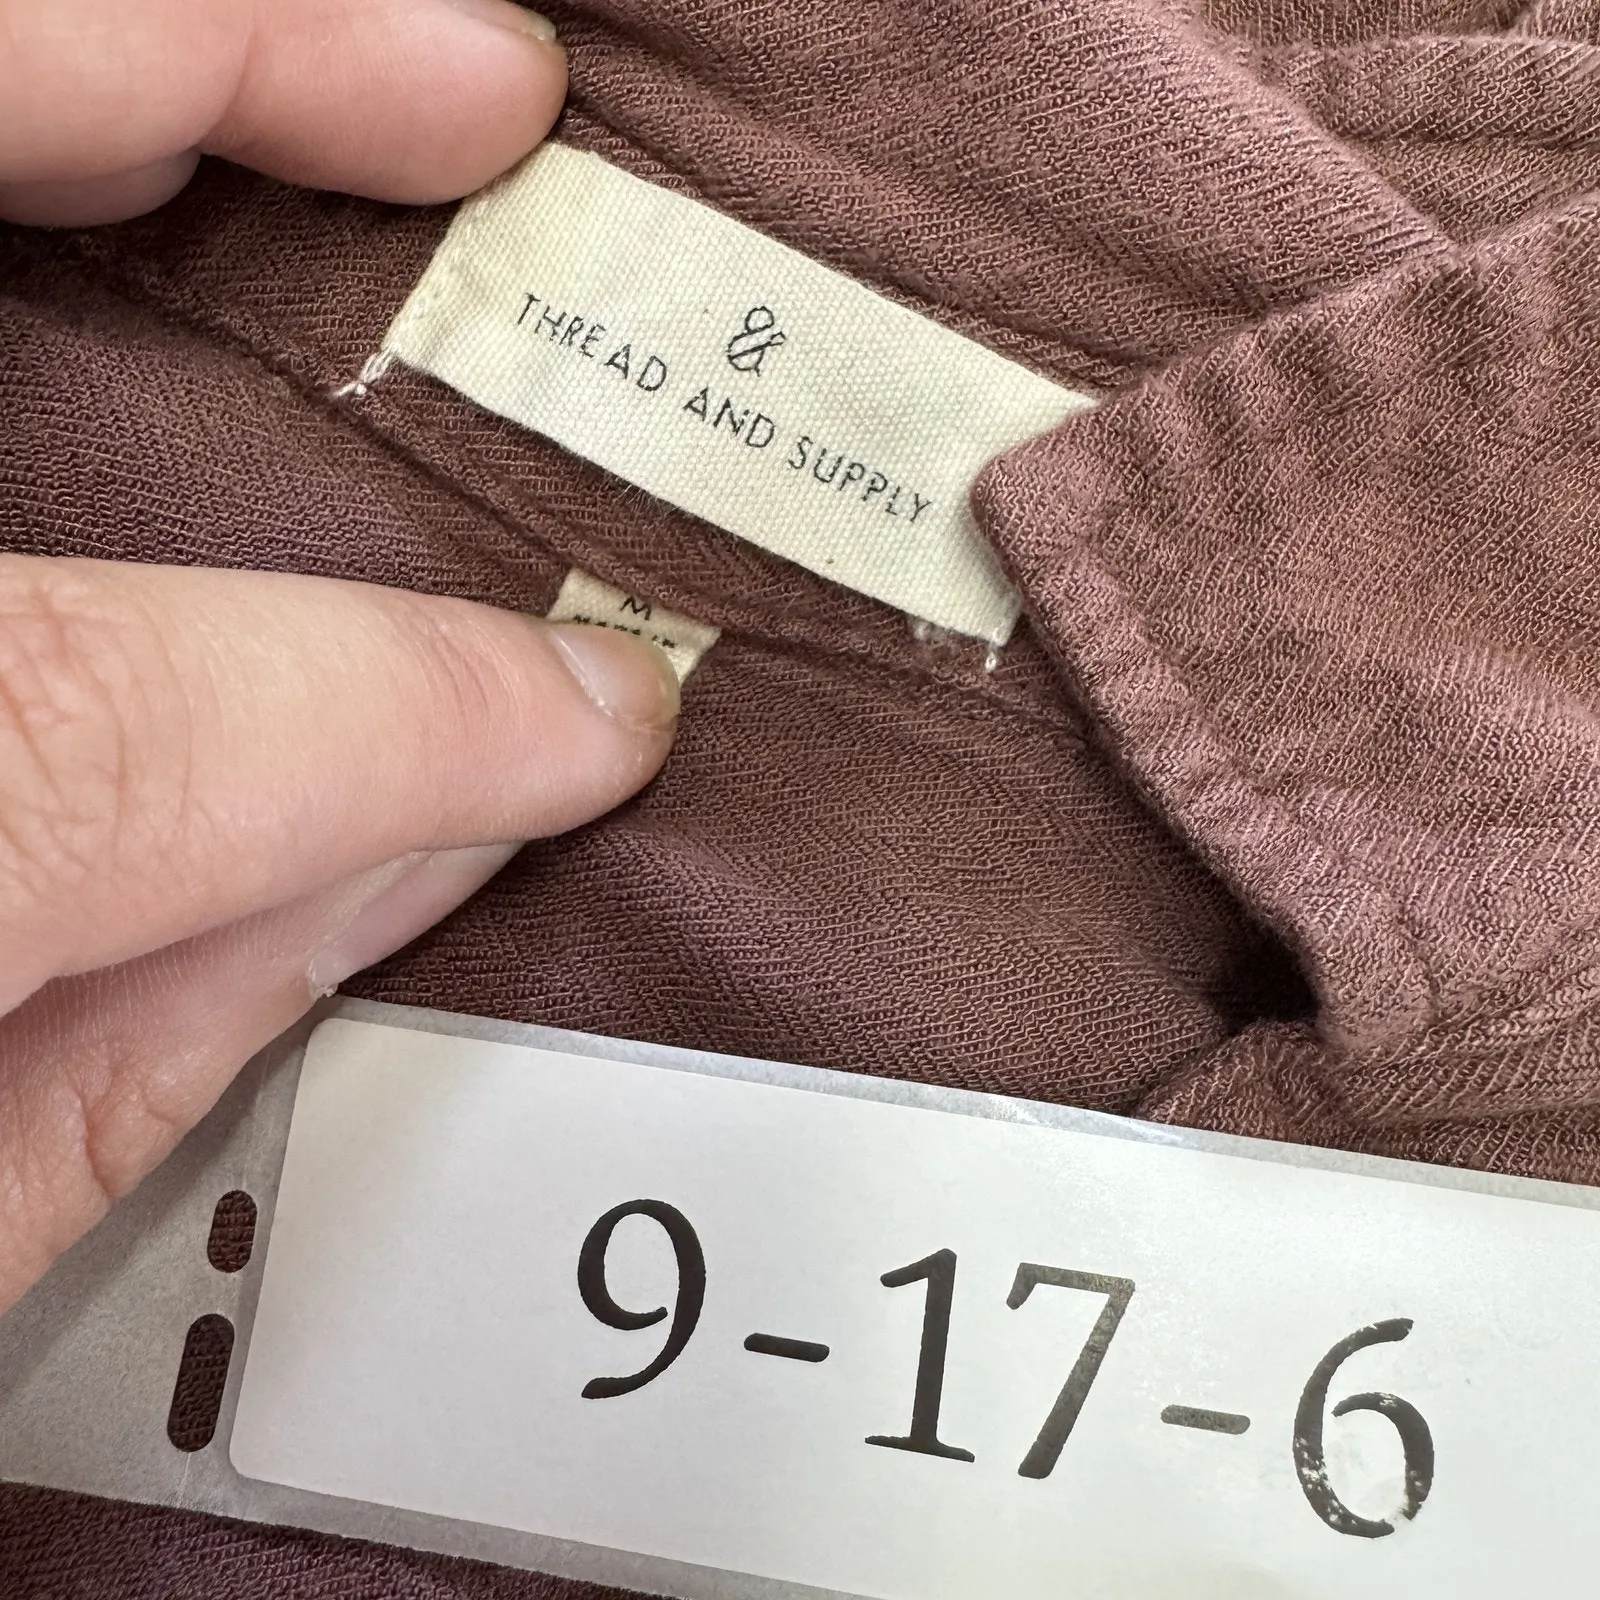 &
THREAD AND SUPPLY
M
9-17-6